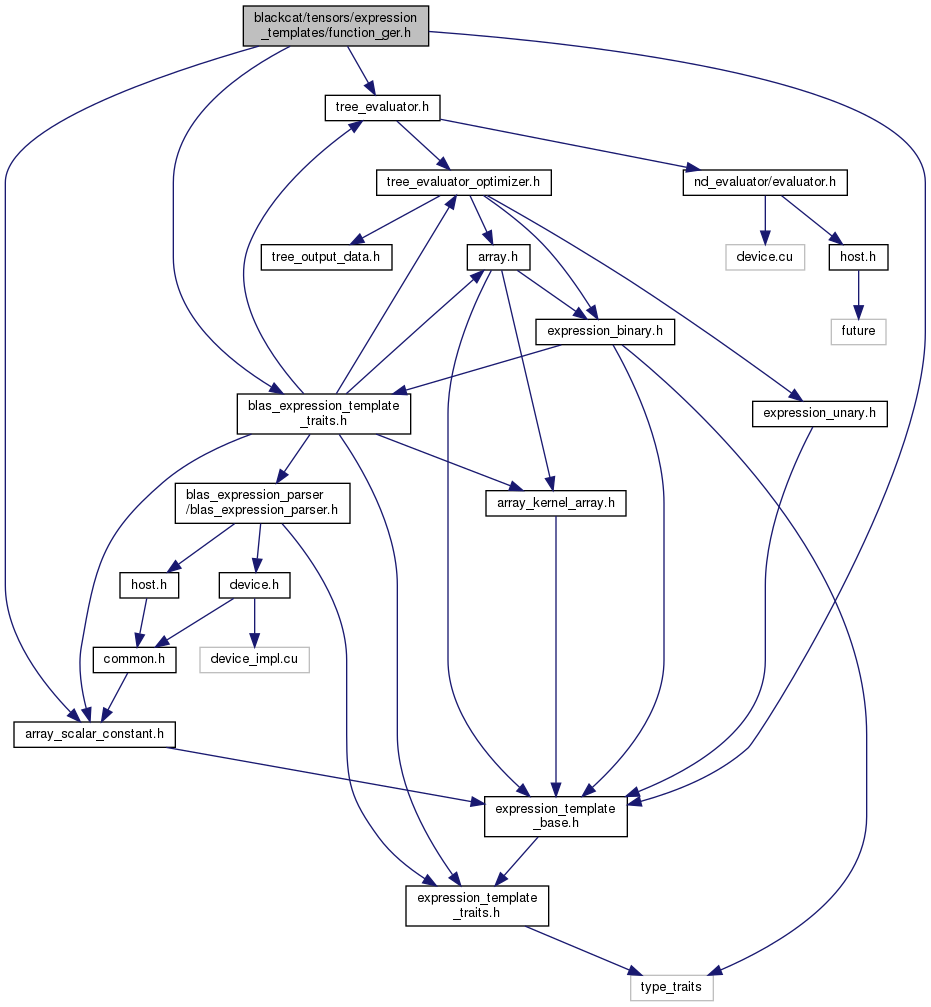 blackcat/tensors/expression
_templates/function_ger.h
tree_evaluator.h
tree_evaluator_optimizer.h
nd_evaluator/evaluator.h
tree_output_data.h
array.h
device.cu
host.h
expression_binary.h
future
blas_expression_template
_traits.h
expression_unary.h
blas_expression_parser
/blas_expression_parser.h
array_kernel_array.h
host.h
device.h
common.h
device_impl.cu
array_scalar_constant.h
expression_template
_base.h
expression_template
_traits.h
type_traits